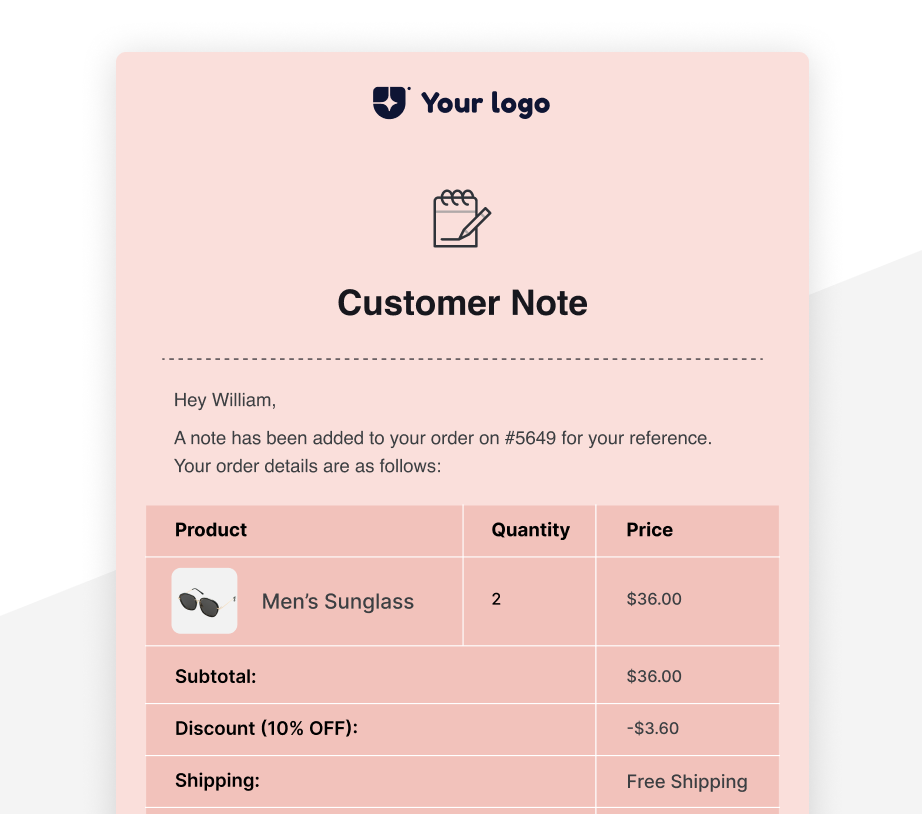 Your logo
Customer Note
Hey William,
A note has been added to your order on #5649 for your reference.
Your order details are as follows:
Product Quantity Price
Men’s Sunglass 2 $36.00
Subtotal: $36.00
Discount (10% OFF): -$3.60
Shipping: Free Shipping